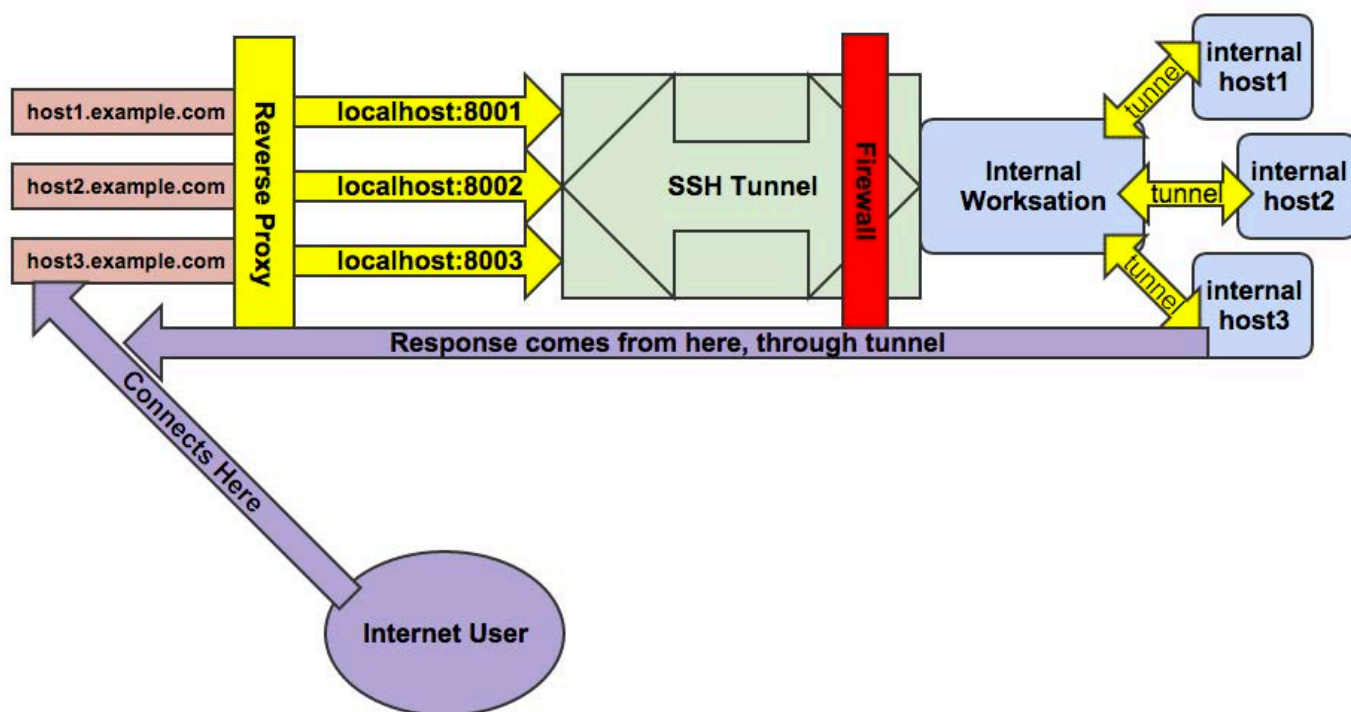 host1.example.com
host2.example.com
host3.example.com
Reverse Proxy
localhost:8001
localhost:8002
localhost:8003
SSH Tunnel
Firewall
Internal
Worksation
tunnel
tunnel
tunnel
internal
host1
internal
host2
internal
host3
Response comes from here, through tunnel
Connects Here
Internet User